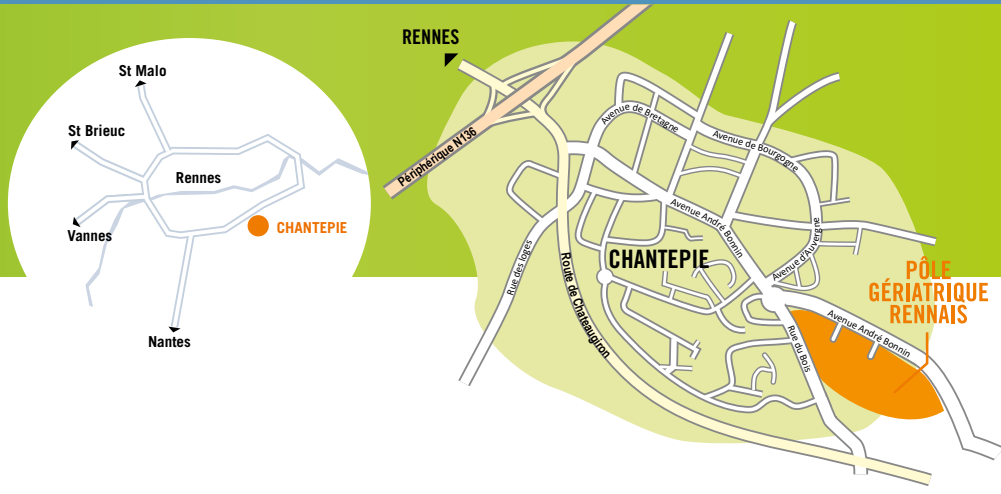 St Malo
St Brieuc
Rennes
CHANTEPIE
Vannes
Nantes
RENNES
Périphérique N136
Avenue de Bretagne
Avenue de Bourgogne
Avenue André Bonnin
Avenue d'Auvergne
Rue des loges
Route de Chateaugiron
CHANTEPIE
Rue du Bois
Avenue André Bonnin
PÔLE
GÉRIATRIQUE
RENNAIS